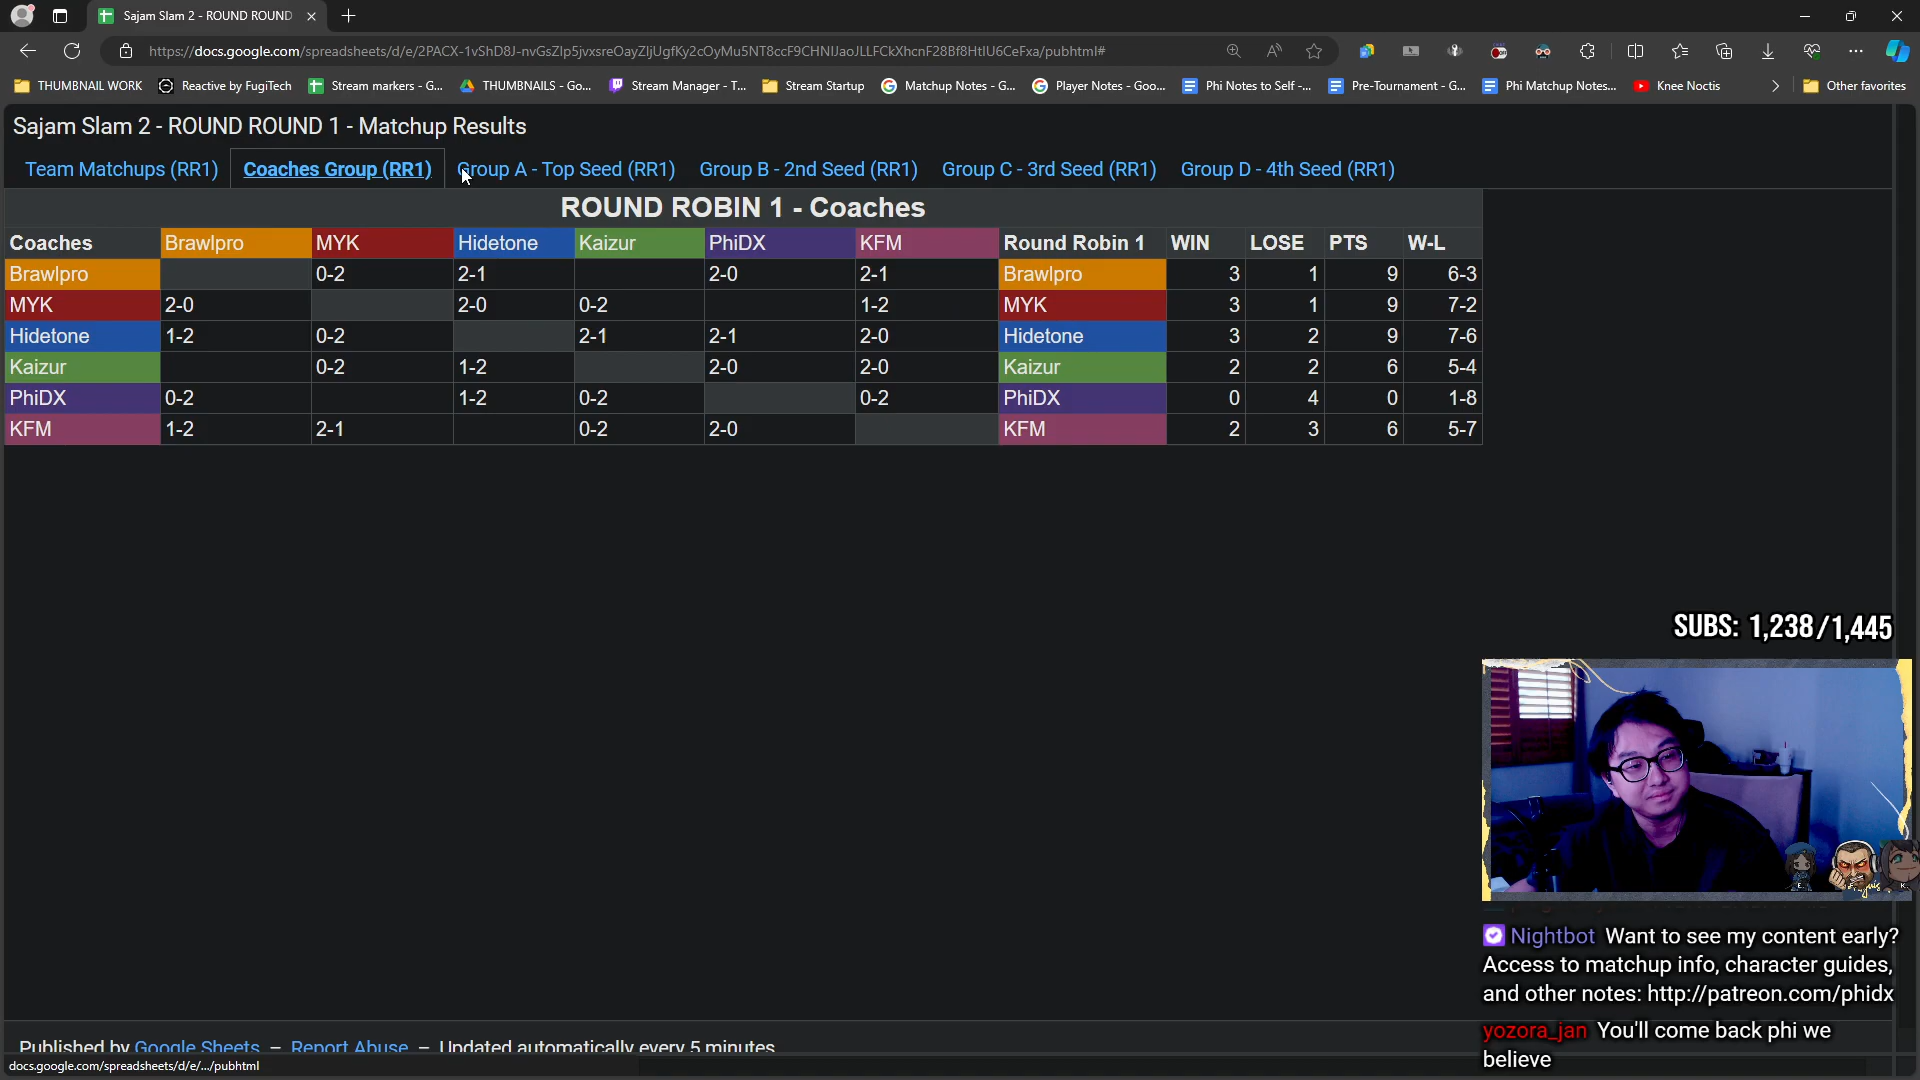 Sajam Slam 2 - ROUND ROUND
https://docs.google.com/spreadsheets/d/e/2PACX-1vShD8J-nvGsZlp5jvxsreOayZljUgfKy2cOyMu5NT8ccF9CHNlJaoJLLFCkXhcnF28Bf8HtIU6CeFxa/pubhtml#
THUMBNAIL WORK Reactive by FugiTech Stream markers - G... THUMBNAILS - Go... Stream Manager - T... Stream Startup Matchup Notes - G... Player Notes - Goo... Phi Notes to Self -... Pre-Tournament - G... Phi Matchup Notes... Knee Noctis Other favorites
Sajam Slam 2 - ROUND ROUND 1 - Matchup Results
Team Matchups (RR1) Coaches Group (RR1) Group A - Top Seed (RR1) Group B - 2nd Seed (RR1) Group C - 3rd Seed (RR1) Group D - 4th Seed (RR1)
ROUND ROBIN 1 - Coaches
Coaches Brawlpro MYK Hidetone Kaizur PhiDX KFM Round Robin 1 WIN LOSE PTS W-L
Brawlpro 0-2 2-1 2-0 2-1 Brawlpro 3 1 9 6-3
MYK 2-0 2-0 0-2 1-2 MYK 3 1 9 7-2
Hidetone 1-2 0-2 2-1 2-1 2-0 Hidetone 3 2 9 7-6
Kaizur 0-2 1-2 2-0 2-0 Kaizur 2 2 6 5-4
PhiDX 0-2 1-2 0-2 0-2 PhiDX 0 4 0 1-8
KFM 1-2 2-1 0-2 2-0 KFM 2 3 6 5-7
SUBS: 1,238/1,445
Nightbot Want to see my content early?
Access to matchup info, character guides,
and other notes: http://patreon.com/phidx
yozora_jan You'll come back phi we
believe
Published by Google Sheets – Report Abuse – Updated automatically every 5 minutes
docs.google.com/spreadsheets/d/e/.../pubhtml